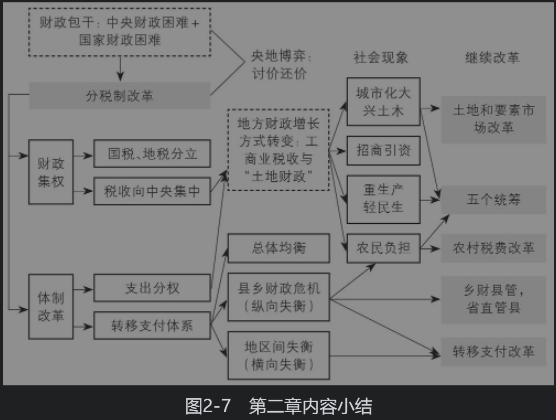 财政包干：中央财政困难+
国家财政困难
分税制改革
央地博弈：
讨价还价
社会现象
继续改革
财政
集权
国税、地税分立
税收向中央集中
地方财政增长
方式转变：工
商业税收与
“土地财政”
城市化大
兴土木
招商引资
重生产
轻民生
农民负担
土地和要素市
场改革
五个统筹
农村税费改革
体制
改革
支出分权
转移支付体系
总体均衡
县乡财政危机
（纵向失衡）
地区间失衡
（横向失衡）
乡财县管，
省直管县
转移支付改革
图2-7 第二章内容小结